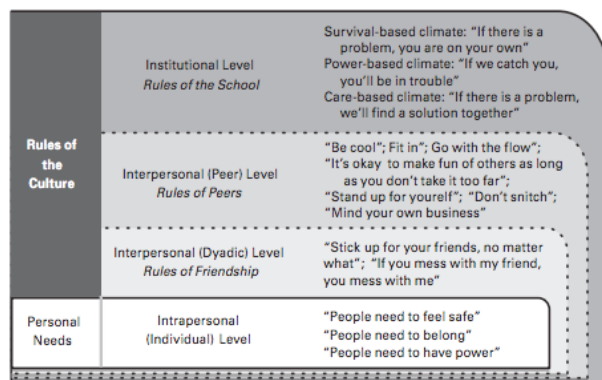 Survival-based climate: "If there is a
problem, you are on your own"
Institutional Level
Power-based climate: "If we catch you,
Rules of the School
you'll be in trouble"
Care-based climate: "If there is a problem,
we'll find a solution together"
Rules of
the
Culture
"Be cool"; Fit in"; Go with the flow";
"It's okay to make fun of others as long
Interpersonal (Peer) Level
as you don't take it too far";
Rules of Peers
"Stand up for yourelf"; "Don't snitch";
"Mind your own business"
Interpersonal (Dyadic) Level
Rules of Friendship
"Stick up for your friends, no matter
what"; "If you mess with my friend,
you mess with me"
Personal
Needs
Intrapersonal
(Individual) Level
"People need to feel safe"
"People need to belong"
"People need to have power"